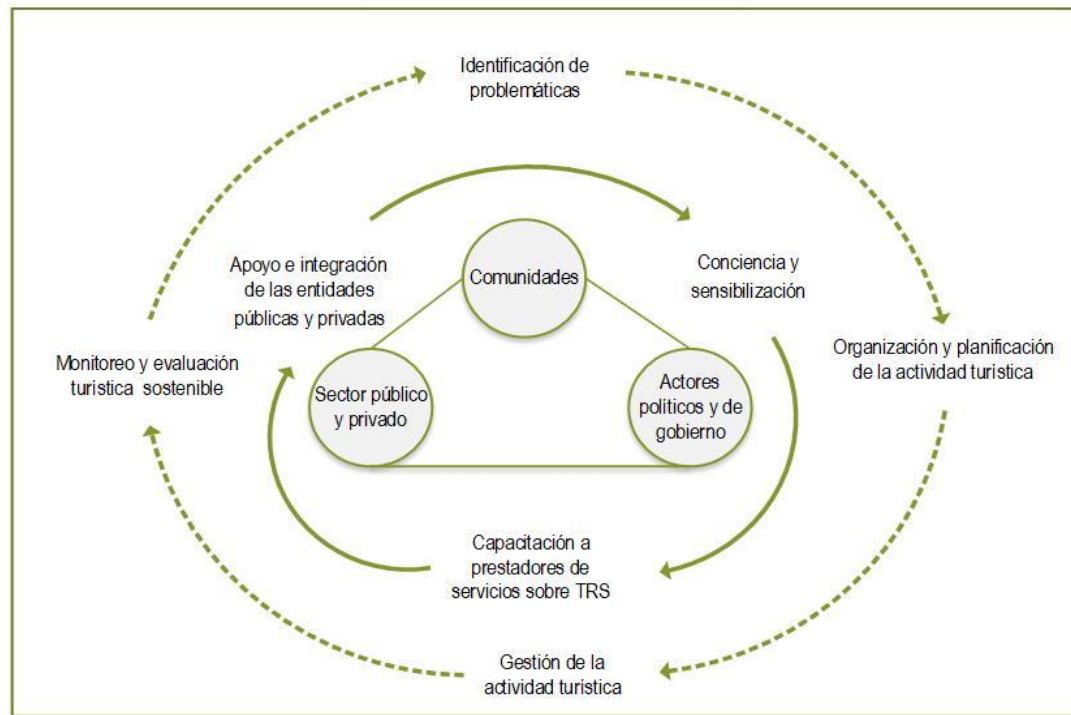 Identificación de
problemáticas
Apoyo e integración
de las entidades
públicas y privadas
Comunidades
Conciencia y
sensibilización
Monitoreo y evaluación
turística sostenible
Sector público
y privado
Actores
políticos y de
gobierno
Organización y planificación
de la actividad turistica
Capacitación a
prestadores de
servicios sobre TRS
Gestión de la
actividad turistica